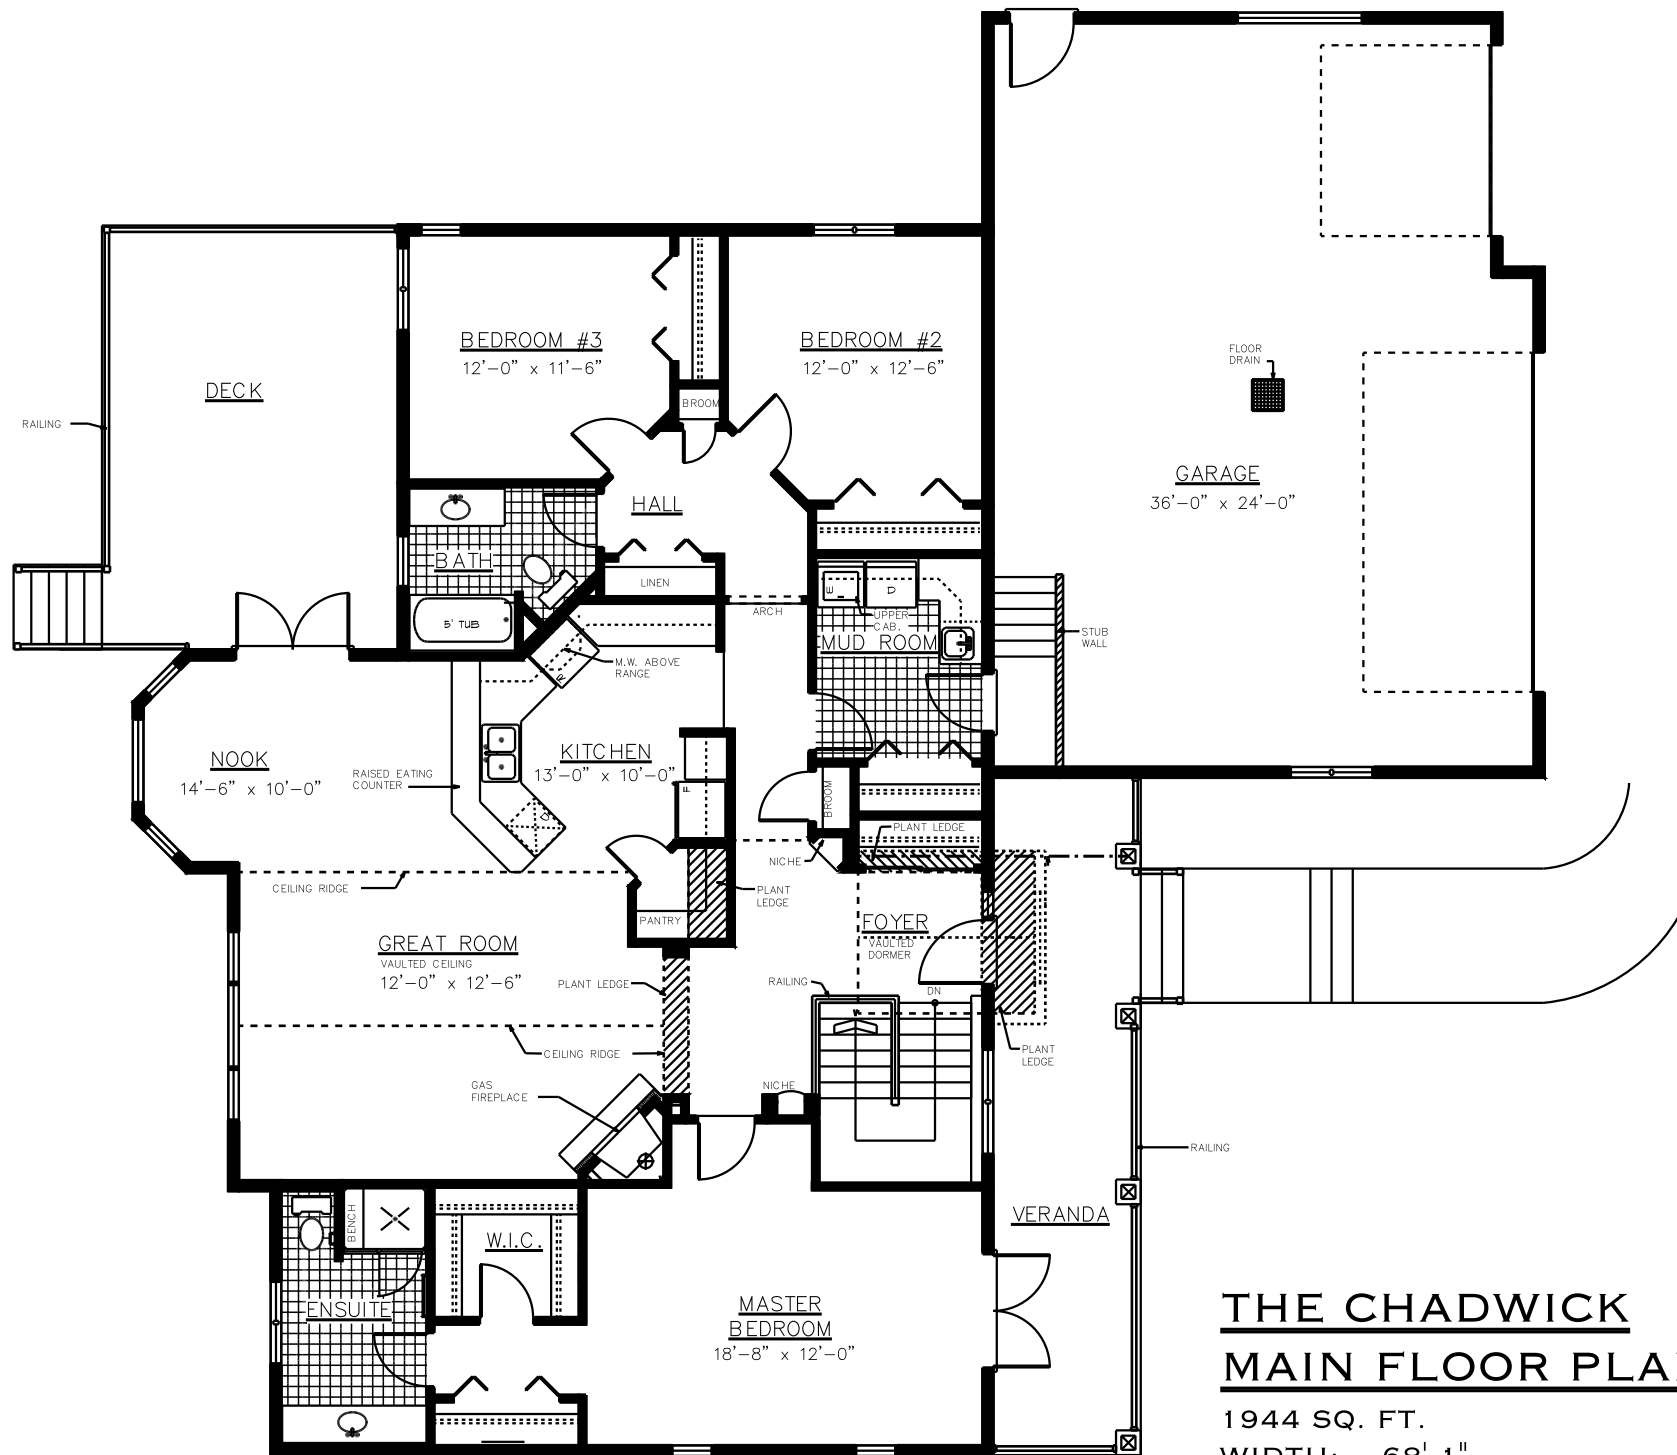 BEDROOM #3
12'-0" x 11'-6"
BROOM
BEDROOM #2
12'-0" x 12'-6"
DECK
RAILING
FLOOR
DRAIN
GARAGE
36'-0" x 24'-0"
HALL
BATH
5' TUB
LINEN
ARCH
W
D
UPPER
CAB.
MUD ROOM
STUB
WALL
M.W. ABOVE
RANGE
R
NOOK
14'-6" x 10'-0"
RAISED EATING
COUNTER
KITCHEN
13'-0" x 10'-0"
F
BROOM
PLANT LEDGE
NICHE
CEILING RIDGE
PLANT
LEDGE
PANTRY
FOYER
VAULTED
DORMER
GREAT ROOM
VAULTED CEILING
12'-0" x 12'-6"
PLANT LEDGE
RAILING
DN
CEILING RIDGE
PLANT
LEDGE
GAS
FIREPLACE
NICHE
RAILING
VERANDA
BENCH
W.I.C.
ENSUITE
MASTER
BEDROOM
18'-8" x 12'-0"
THE CHADWICK
MAIN FLOOR
1944 SQ. FT.
WIDTH: 68'-1"